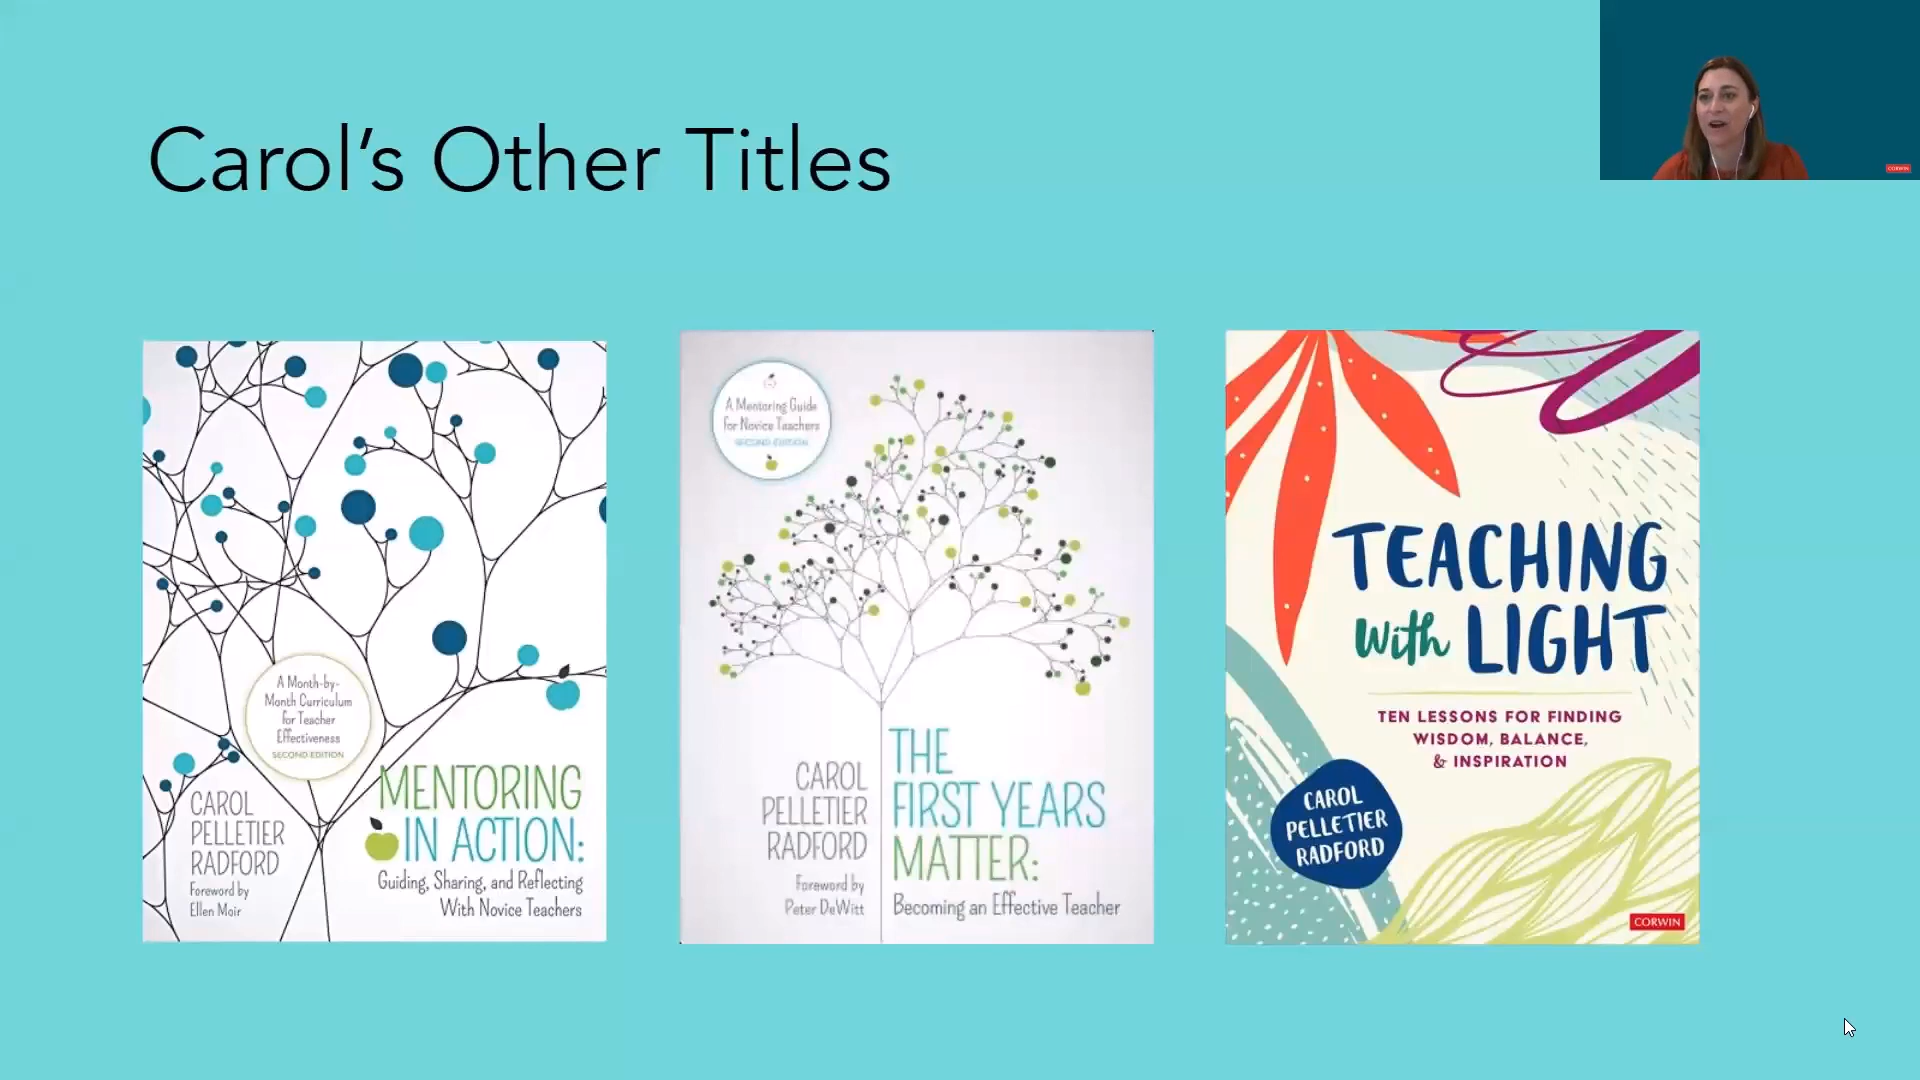 Carol's Other Titles
CORWIN
A Month-by-
Month Curriculum
for Teacher
Effectiveness
SECOND EDITION
CAROL
PELLETIER
RADFORD
Foreword by
Ellen Moir
MENTORING
IN ACTION:
Guiding, Sharing, and Reflecting
With Novice Teachers
A Mentoring Guide
for Novice Teachers
SECOND EDITION
CAROL
PELLETIER
RADFORD
Foreword by
Peter DeWitt
THE
FIRST YEARS
MATTER:
Becoming an Effective Teacher
TEACHING
with LIGHT
TEN LESSONS FOR FINDING
WISDOM, BALANCE,
& INSPIRATION
CAROL
PELLETIER
RADFORD
CORWIN